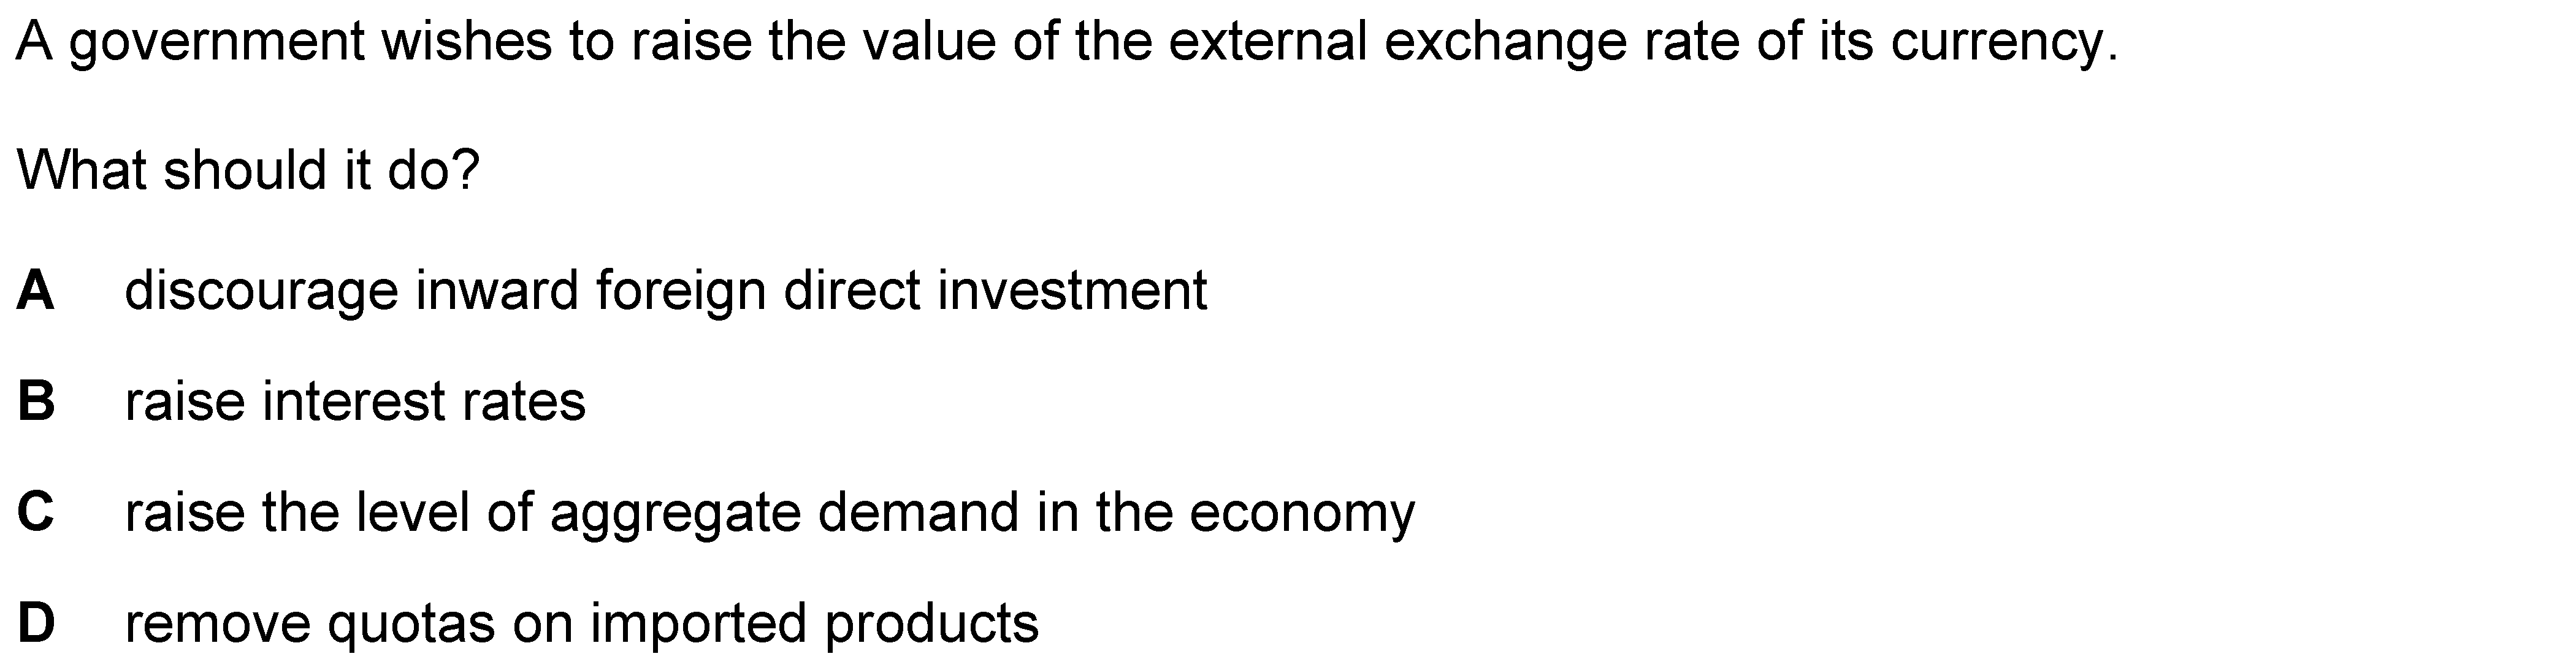 A government wishes to raise the value of the external exchange rate of its currency.
What should it do?
A discourage inward foreign direct investment
B raise interest rates
C raise the level of aggregate demand in the economy
D remove quotas on imported products